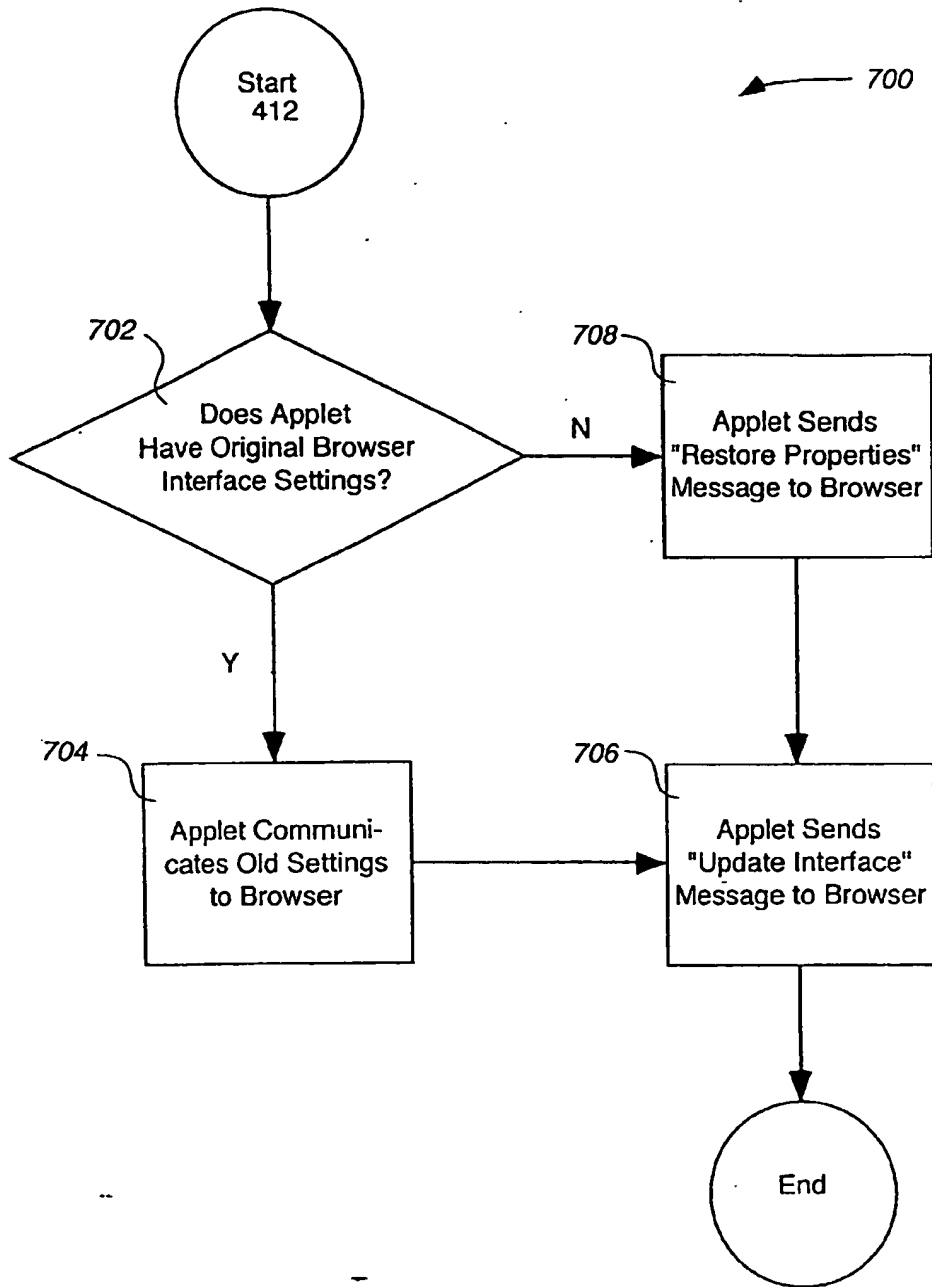 Start
412
700
702
Does Applet
Have Original Browser
Interface Settings?
N
708
Applet Sends
"Restore Properties"
Message to Browser
Y
704
Applet Communi-
cates Old Settings
to Browser
706
Applet Sends
"Update Interface"
Message to Browser
End